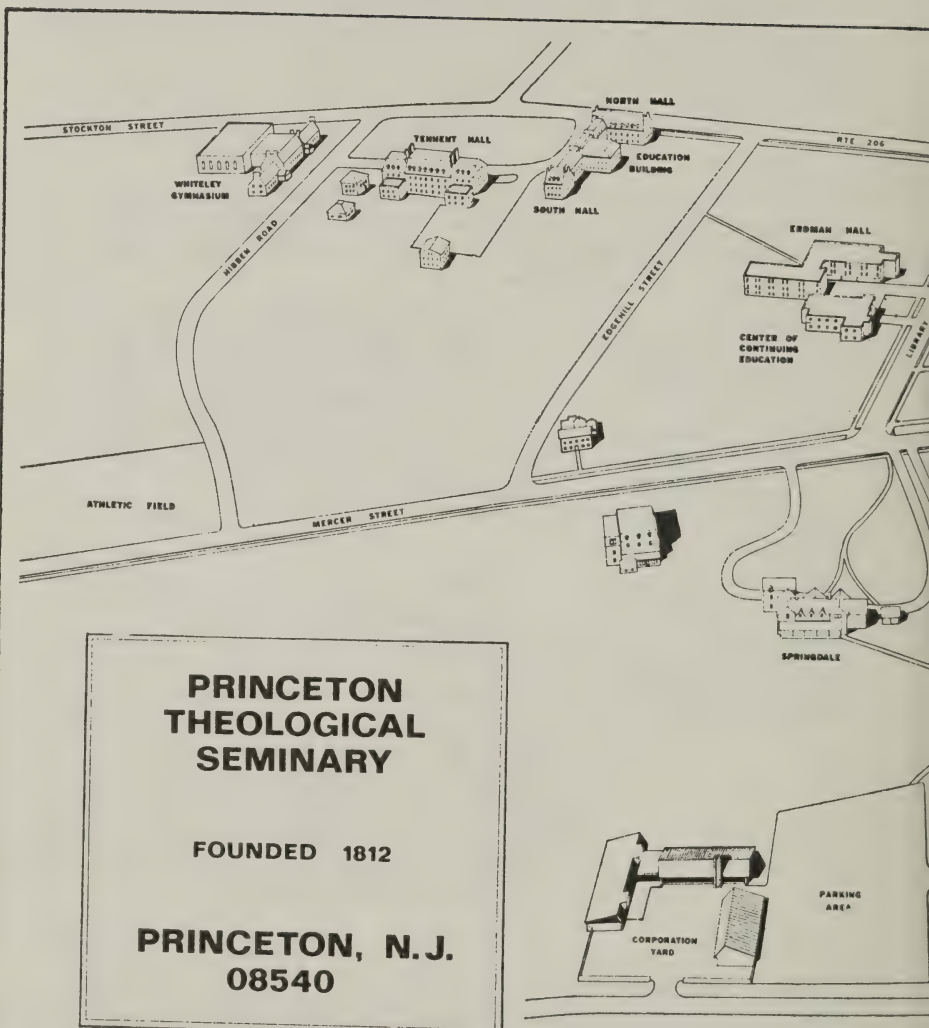 STOCKTON STREET
WHITELEY
GYMNASIUM
TENNENT HALL
NORTH HALL
EDUCATION
BUILDING
SOUTH HALL
RTE 206
HIBBEN ROAD
EDGEHILL STREET
ERDMAN HALL
CENTER OF
CONTINUING
EDUCATION
LIBRARY
ATHLETIC FIELD
MERCER STREET
SPRINGDALE
PRINCETON
THEOLOGICAL
SEMINARY
FOUNDED 1812
PRINCETON, N.J.
08540
CORPORATION
YARD
PARKING
AREA